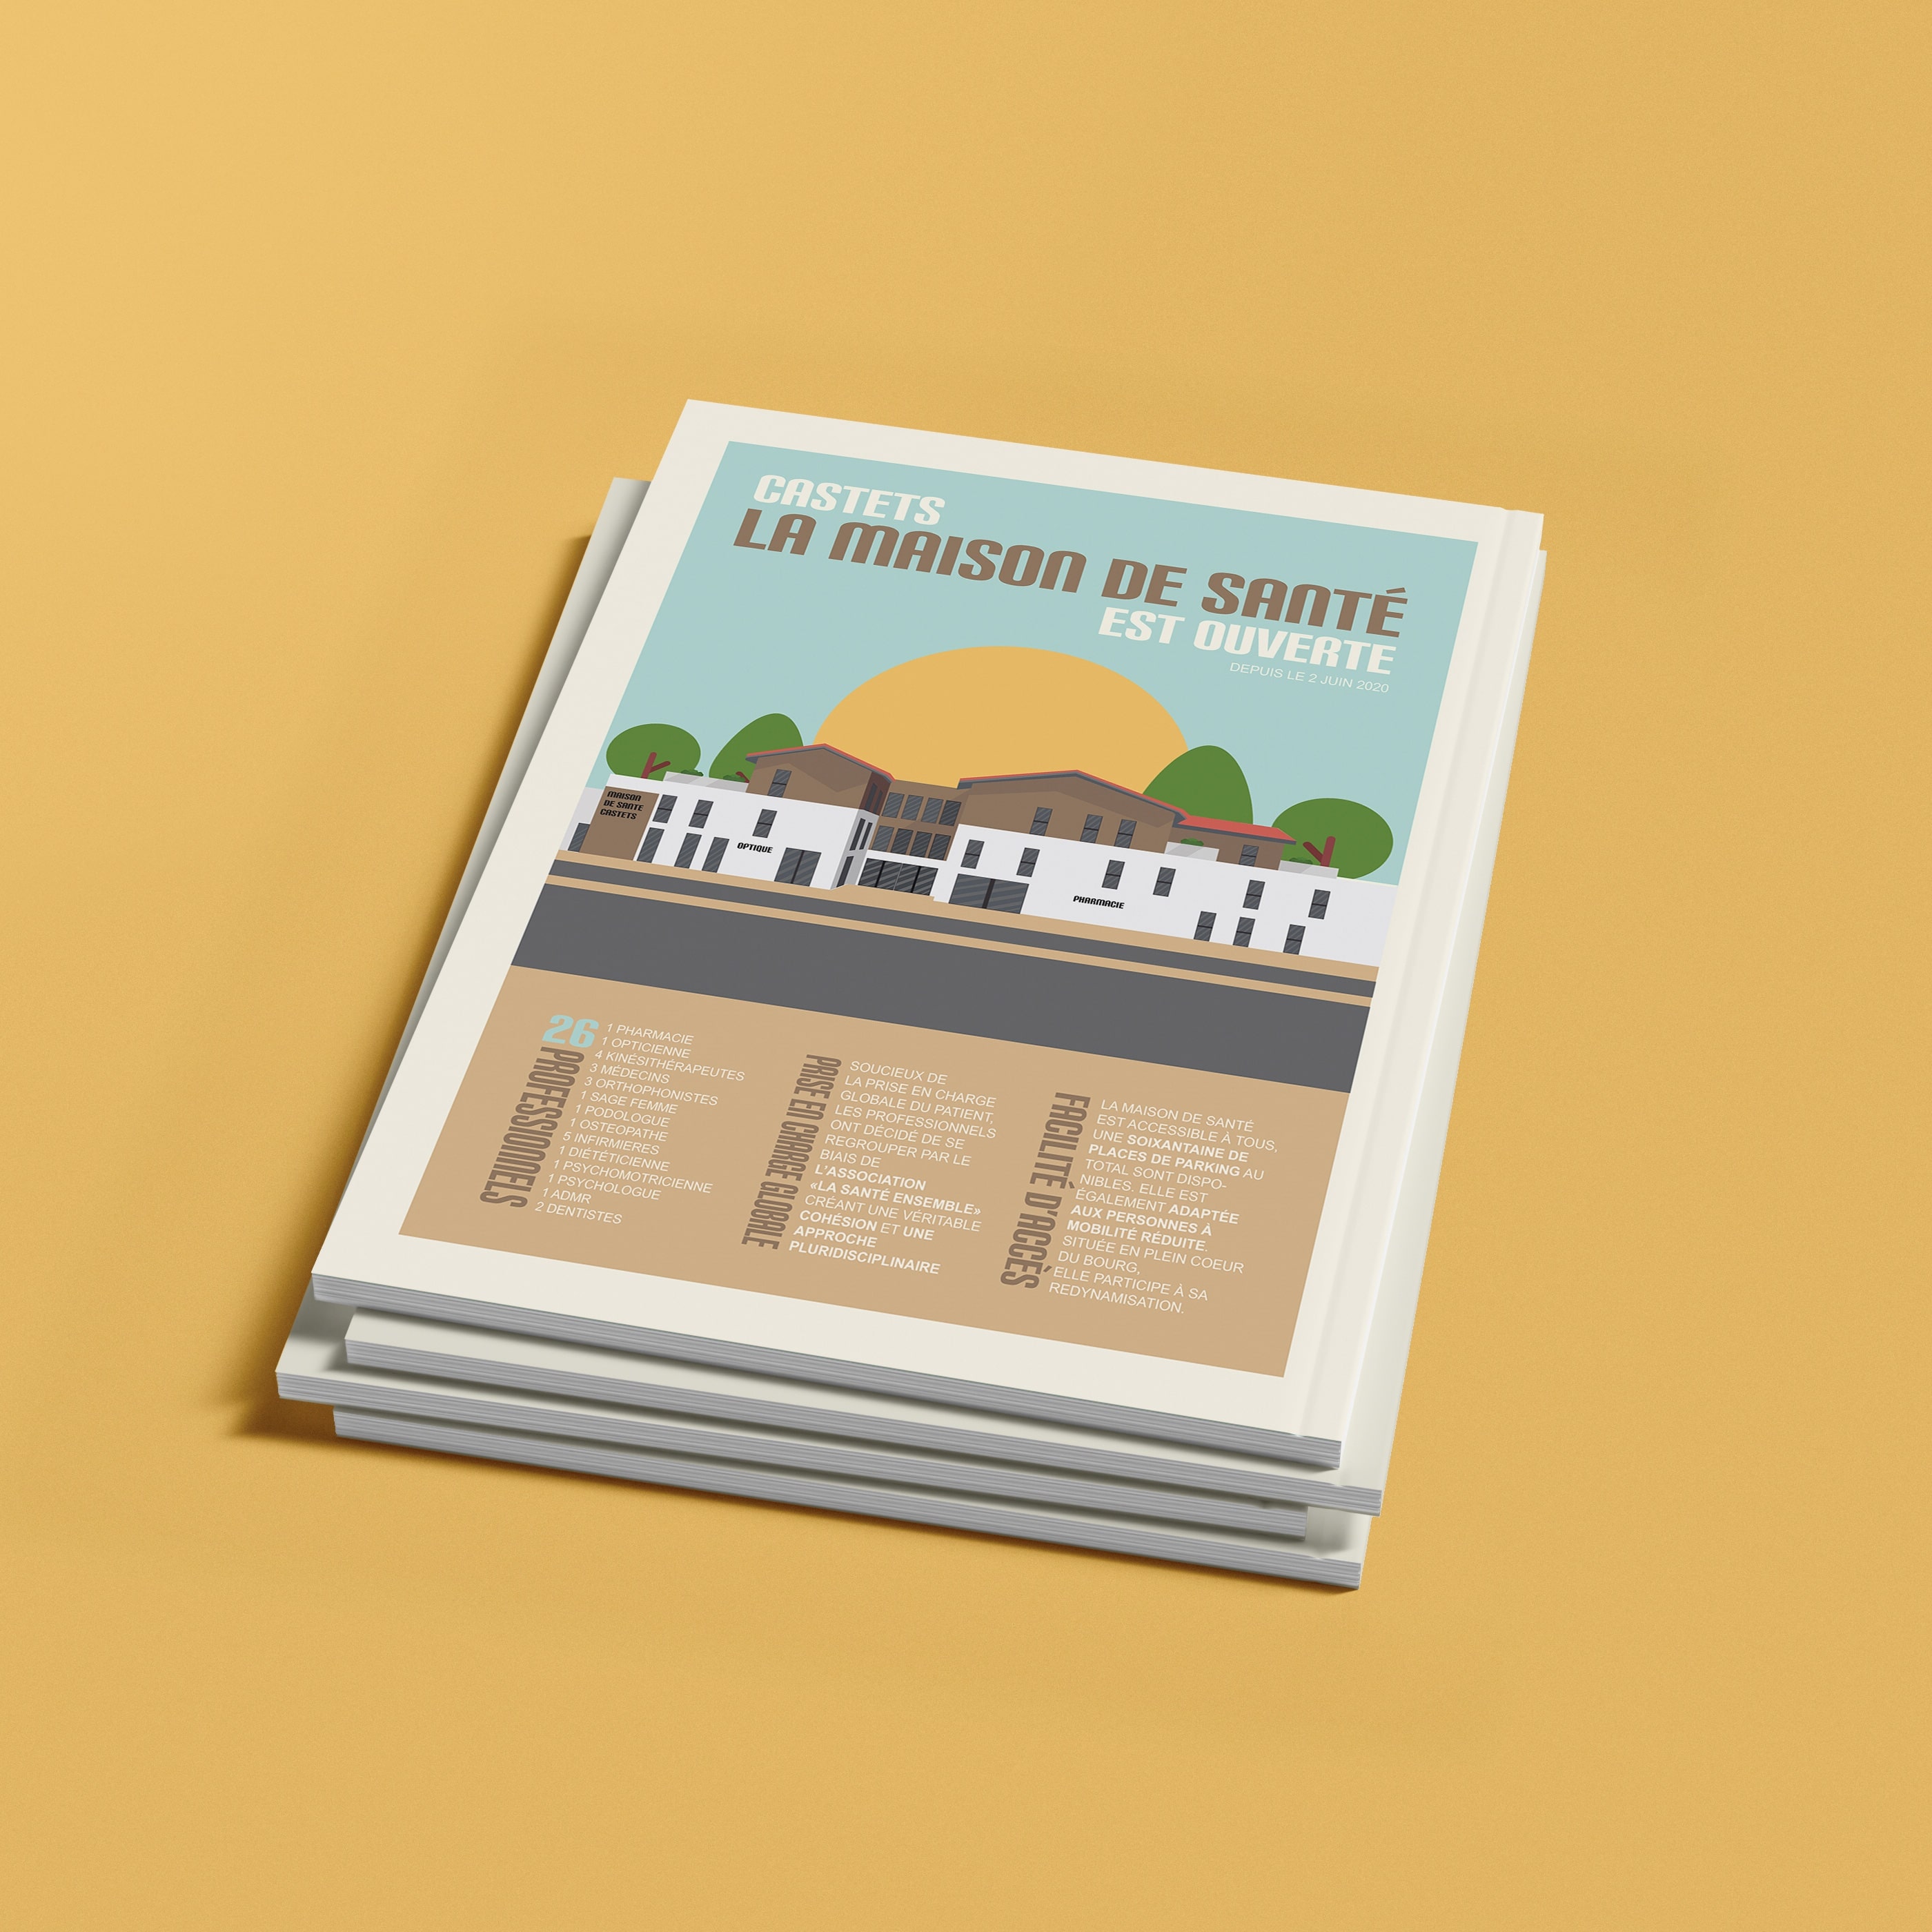 CASTETS
LA MAISON DE SANTÉ
EST OUVERTE
DEPUIS LE 2 JUIN 2020
MAISON
DE SANTE
CASTETS
OPTIQUE
PHARMACIE
26
PROFESSIONNELS
1 PHARMACIE
1 OPTICIENNE
4 KINÉSITHÉRAPEUTES
3 MÉDECINS
3 ORTHOPHONISTES
1 SAGE FEMME
1 PODOLOGUE
1 OSTEOPATHE
5 INFIRMIERES
1 DIÉTÉTICIENNE
1 PSYCHOMOTRICIENNE
1 PSYCHOLOGUE
1 ADMR
2 DENTISTES
PRISE EN CHARGE GLOBALE
SOUCIEUX DE
LA PRISE EN CHARGE
GLOBALE DU PATIENT,
LES PROFESSIONNELS
ONT DÉCIDÉ DE SE
REGROUPER PAR LE
BIAIS DE
L'ASSOCIATION
«LA SANTÉ ENSEMBLE»
CRÉANT UNE VÉRITABLE
COHÉSION ET UNE
APPROCHE
PLURIDISCIPLINAIRE
FACILITÉ D'ACCÉS
LA MAISON DE SANTÉ
EST ACCESSIBLE À TOUS,
UNE SOIXANTAINE DE
PLACES DE PARKING AU
TOTAL SONT DISPO-
NIBLES. ELLE EST
ÉGALEMENT ADAPTÉE
AUX PERSONNES À
MOBILITÉ RÉDUITE.
SITUÉE EN PLEIN COEUR
DU BOURG,
ELLE PARTICIPE À SA
REDYNAMISATION.